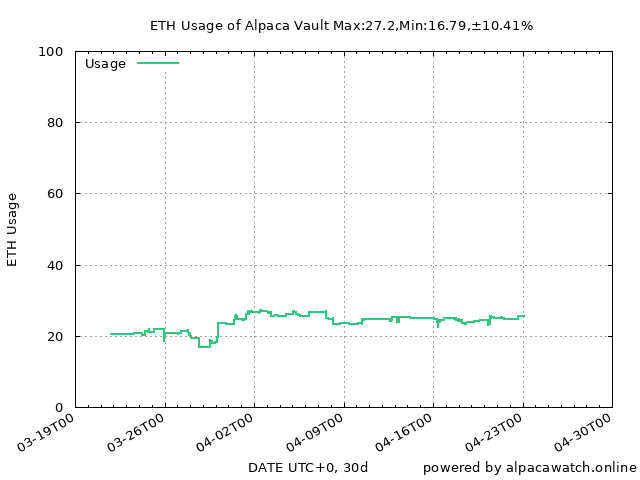 ETH Usage of Alpaca Vault Max:27.2,Min:16.79,±10.41%
Usage
100
80
60
40
20
0
ETH Usage
03-19T00
03-26T00
04-02T00
04-09T00
04-16T00
04-23T00
04-30T00
DATE UTC+0, 30d
powered by alpacawatch.online